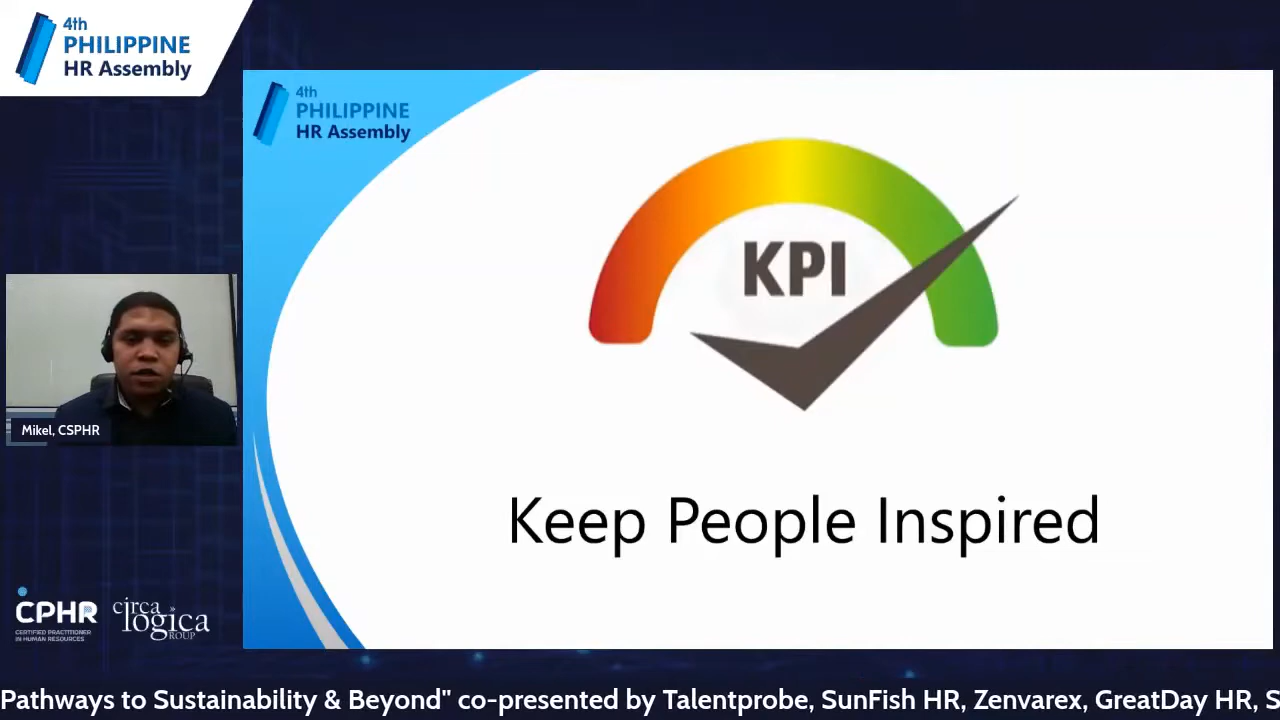 4th
PHILIPPINE
HR Assembly
4th
PHILIPPINE
HR Assembly
KPI
Keep People Inspired
Mikel, CSPHR
CPHR
CERTIFIED PRACTITIONER
IN HUMAN RESOURCES
circa
logica
GROUP
Pathways to Sustainability & Beyond" co-presented by Talentprobe, SunFish HR, Zenvarex, GreatDay HR, S